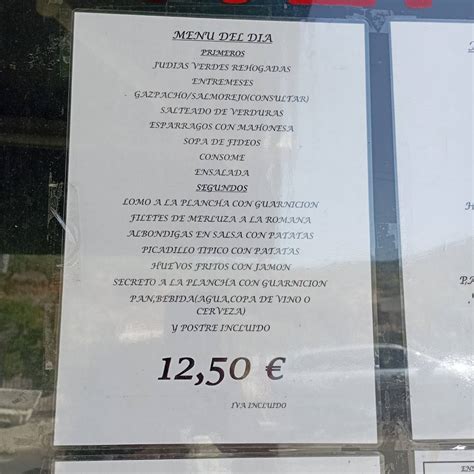 MENU DEL DIA
PRIMEROS
JUDIAS VERDES REHOGADAS
ENTREMESES
GAZPACHO/SALMOREJO(CONSULTAR)
SALTEADO DE VERDURAS
ESPARRAGOS CON MAHONESA
SOPA DE FIDEOS
CONSOME
ENSALADA
SEGUNDOS
LOMO A LA PLANCHA CON GUARNICION
FILETES DE MERLUZA A LA ROMANA
ALBONDIGAS EN SALSA CON PATATAS
PICADILLO TIPICO CON PATATAS
HUEVOS FRITOS CON JAMON
SECRETO A LA PLANCHA CON GUARNICION
PAN,BEBIDA(AGUA,COPA DE VINO O
CERVEZA)
Y POSTRE INCLUIDO
12,50 €
IVA INCLUIDO